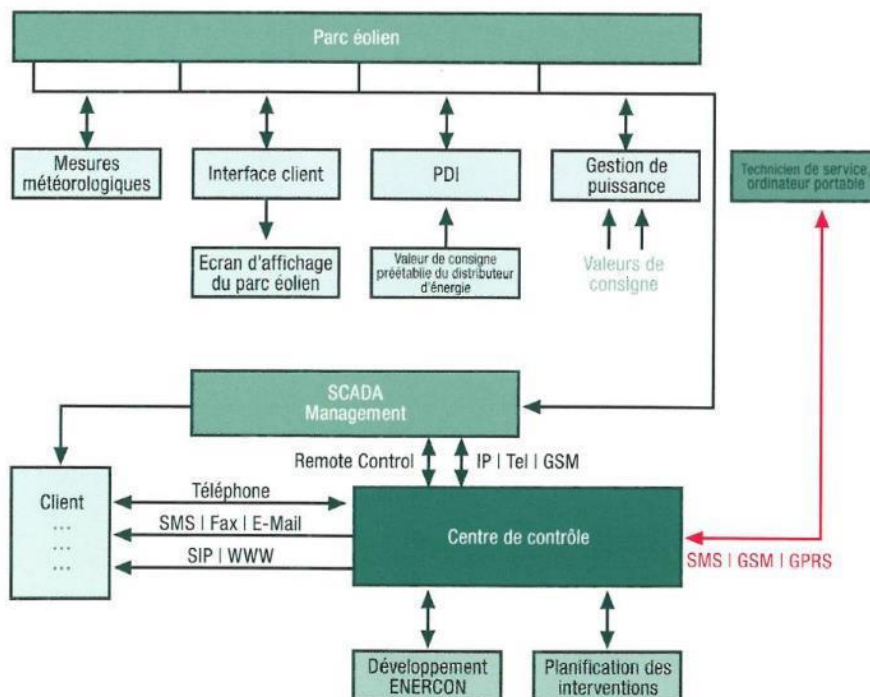 Parc éolien
Mesures
météorologiques
Interface client
PDI
Gestion de
puissance
Technicien de service,
ordinateur portable
Ecran d'affichage
du parc éolien
Valeur de consigne
préétablie du distributeur
d'énergie
Valeurs de
consigne
SCADA
Management
Remote Control
IP | Tel | GSM
Client
...
...
...
Téléphone
SMS | Fax | E-Mail
SIP | WWW
Centre de contrôle
SMS | GSM | GPRS
Développement
ENERCON
Planification des
interventions